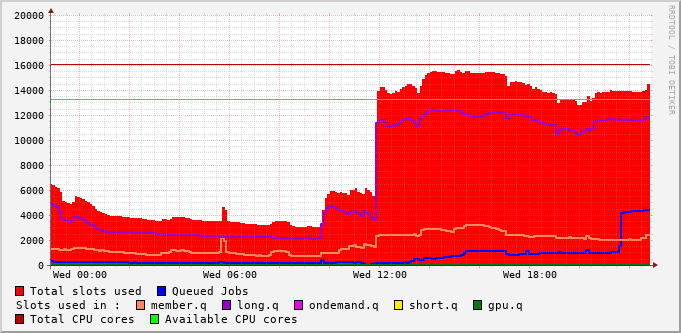 20000
18000
16000
14000
12000
10000
8000
6000
4000
2000
0
Wed 00:00 Wed 06:00 Wed 12:00 Wed 18:00
RRDTOOL / TOBI OETIKER
Total slots used Queued Jobs
Slots used in : member.q long.q ondemand.q short.q gpu.q
Total CPU cores Available CPU cores